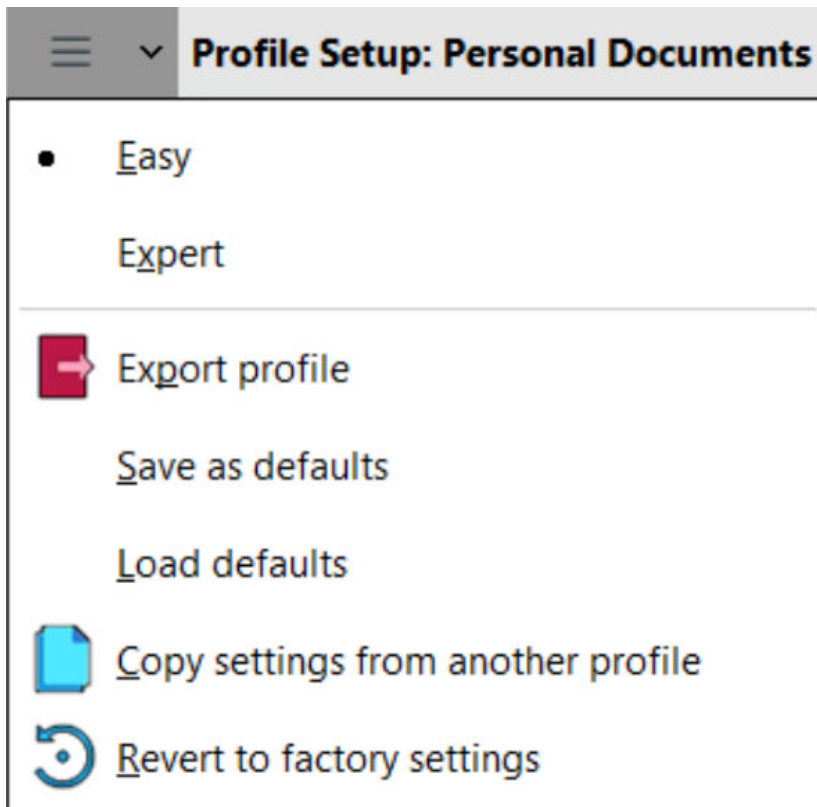 Profile Setup: Personal Documents
Easy
Expert
Export profile
Save as defaults
Load defaults
Copy settings from another profile
Revert to factory settings